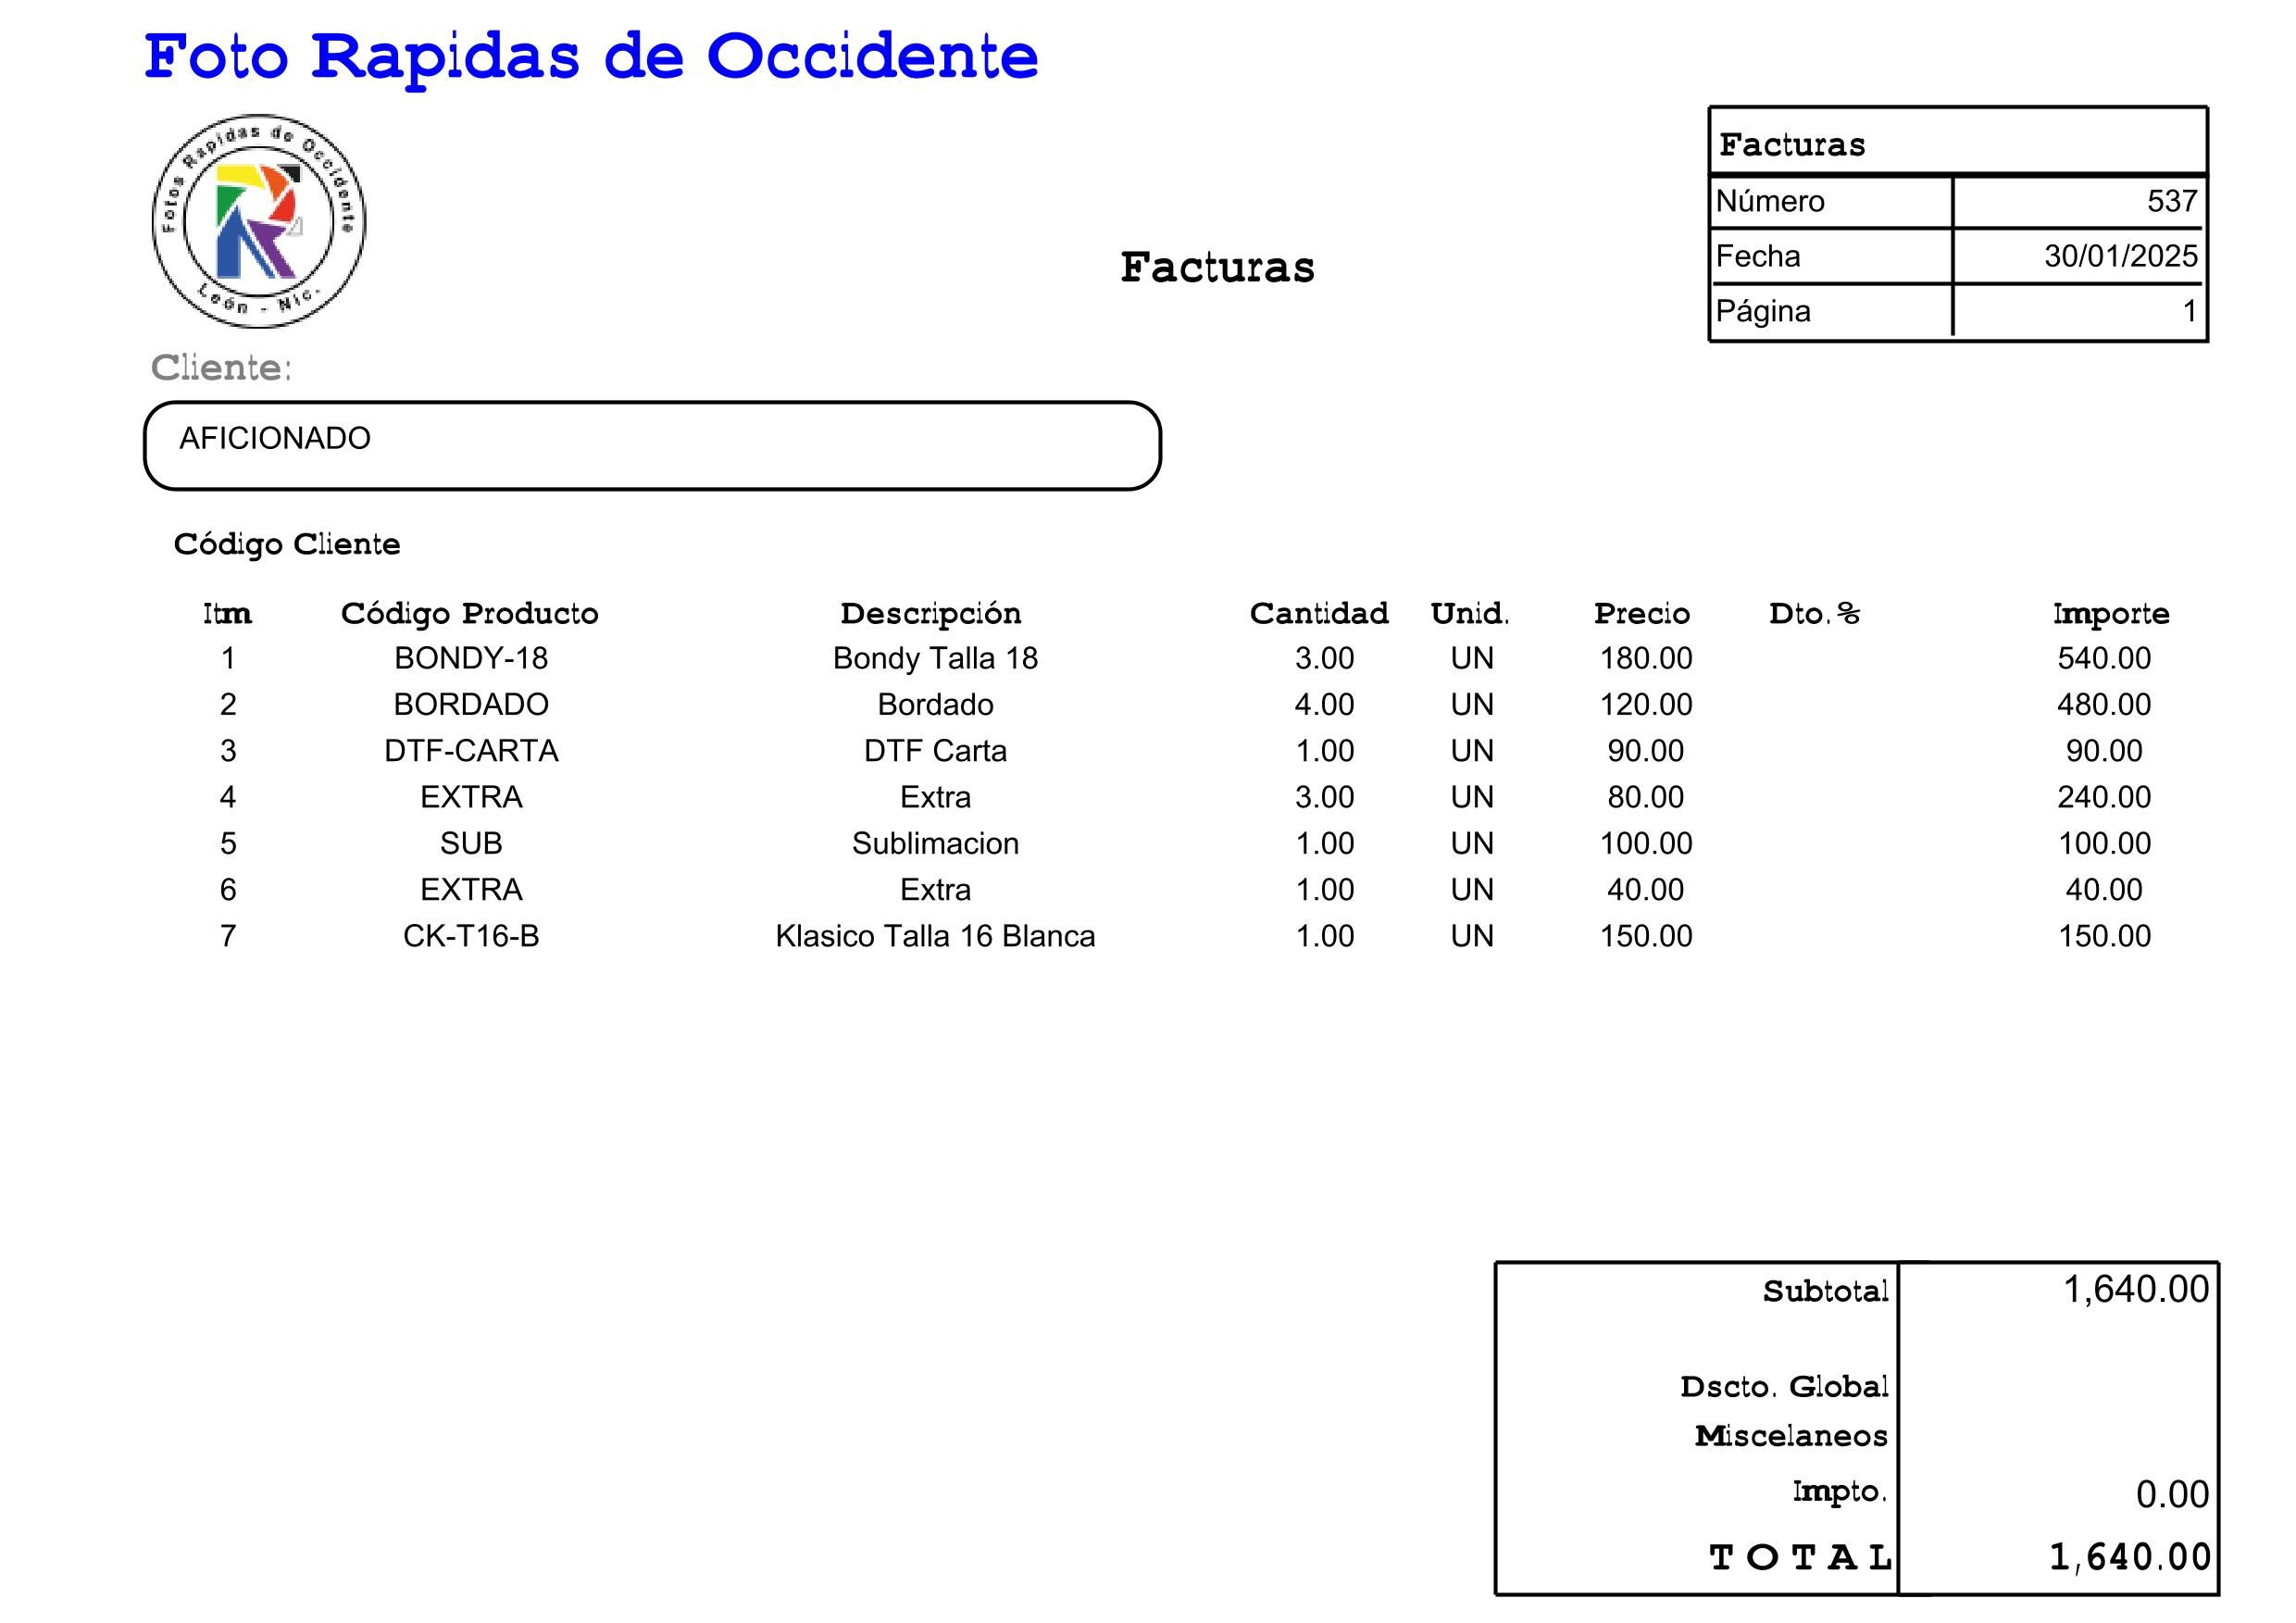 Foto Rapidas de Occidente
Fotos Rapidas de Occidente
León - Nic.
Facturas
Facturas
Número 537
Fecha 30/01/2025
Página 1
Cliente:
AFICIONADO
Código Cliente
Itm Código Producto Descripción Cantidad Unid. Precio Dto.% Importe
1 BONDY-18 Bondy Talla 18 3.00 UN 180.00 540.00
2 BORDADO Bordado 4.00 UN 120.00 480.00
3 DTF-CARTA DTF Carta 1.00 UN 90.00 90.00
4 EXTRA Extra 3.00 UN 80.00 240.00
5 SUB Sublimacion 1.00 UN 100.00 100.00
6 EXTRA Extra 1.00 UN 40.00 40.00
7 CK-T16-B Klasico Talla 16 Blanca 1.00 UN 150.00 150.00
Subtotal 1,640.00
Dscto. Global
Miscelaneos
Impto. 0.00
TOTAL 1,640.00